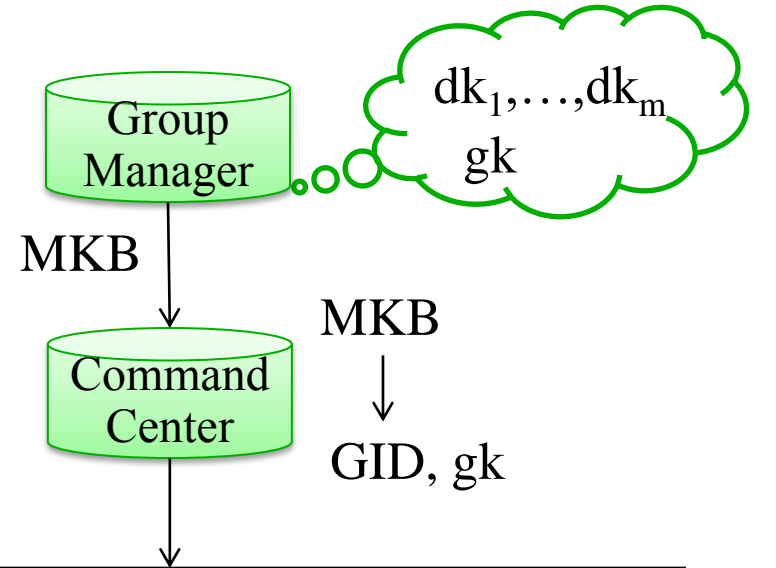 dk₁,…,dkₘ
gk
Group
Manager
MKB
MKB
Command
Center
GID, gk